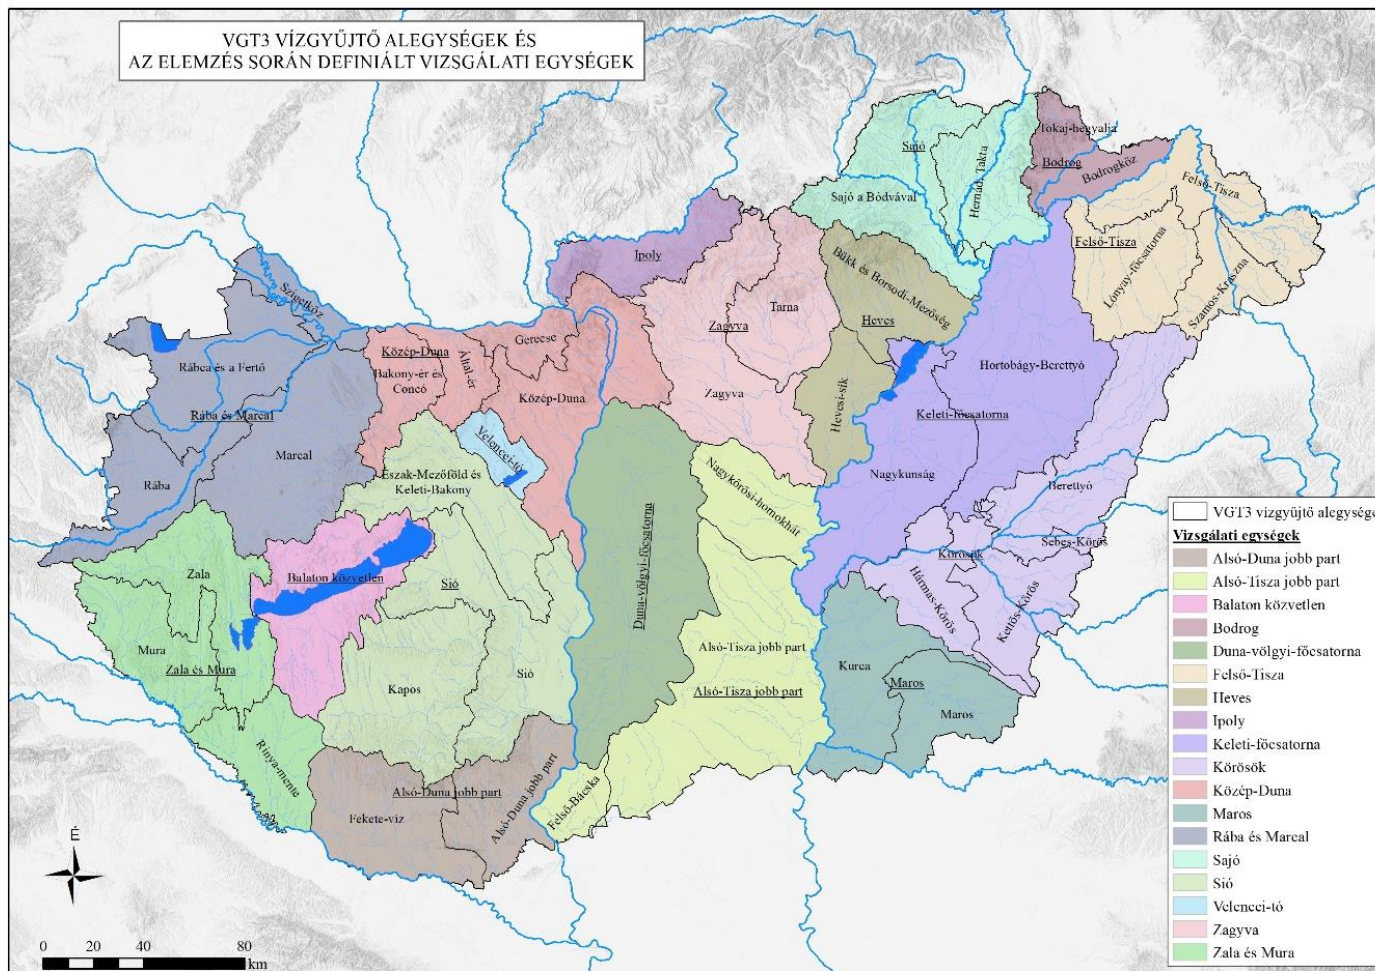 VGT3 VÍZGYŰJTŐ ALEGYSÉGEK ÉS
AZ ELEMZÉS SORÁN DEFINIÁLT VIZSGÁLATI EGYSÉGEK
Tokaj-hegyalja
Bodrog
Bodrogköz
Sajó
Hernád, Takta
Sajó a Bódvával
Felső-Tisza
Felső-Tisza
Lónyay-főcsatorna
Szamos-Kraszna
Ipoly
Bükk és Borsodi-Mezőség
Heves
Tarna
Zagyva
Zagyva
Hevesi-sík
Szigetköz
Rábca és a Fertő
Rába és Marcal
Marcal
Rába
Közép-Duna
Bakony-ér és
Concó
Által-ér
Gerecse
Közép-Duna
Hortobágy-Berettyó
Keleti-főcsatorna
Nagykunság
Velencei-tó
Észak-Mezőföld és
Keleti-Bakony
Nagykőrösi-homokhát
Berettyó
Sebes-Körös
Körösök
Hármas-Körös
Kettős-Körös
Zala
Balaton közvetlen
Sió
Duna-völgyi-főcsatorna
Mura
Zala és Mura
Kapos
Sió
Alsó-Tisza jobb part
Alsó-Tisza jobb part
Kurca
Maros
Maros
Rinya-mente
Alsó-Duna jobb part
Fekete-víz
Alsó-Duna jobb part
Felső-Bácska
VGT3 vízgyűjtő alegysége
Vizsgálati egységek
Alsó-Duna jobb part
Alsó-Tisza jobb part
Balaton közvetlen
Bodrog
Duna-völgyi-főcsatorna
Felső-Tisza
Heves
Ipoly
Keleti-főcsatorna
Körösök
Közép-Duna
Maros
Rába és Marcal
Sajó
Sió
Velencei-tó
Zagyva
Zala és Mura
É
0 20 40 80
km